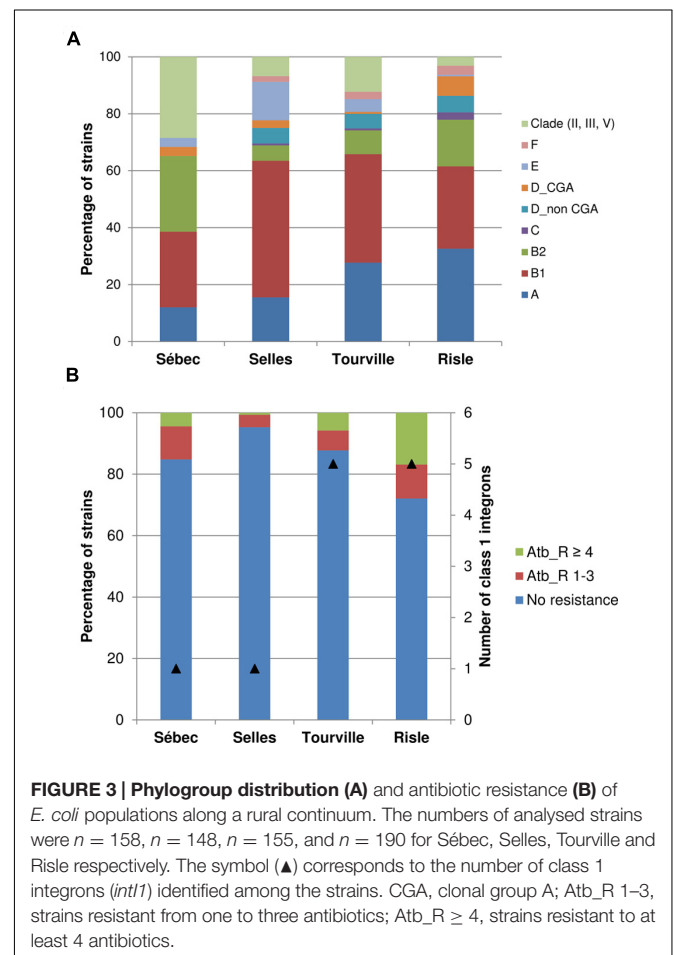 A
Percentage of strains
100
80
60
40
20
0
Sébec Selles Tourville Risle
Clade (II, III, V)
F
E
D_CGA
D_non CGA
C
B2
B1
A
B
Percentage of strains
100
80
60
40
20
0
Sébec Selles Tourville Risle
6
5
4
3
2
1
0
Number of class 1 integrons
Atb_R ≥ 4
Atb_R 1-3
No resistance
FIGURE 3 | Phylogroup distribution (A) and antibiotic resistance (B) of
E. coli populations along a rural continuum. The numbers of analysed strains
were n = 158, n = 148, n = 155, and n = 190 for Sébec, Selles, Tourville and
Risle respectively. The symbol (▲) corresponds to the number of class 1
integrons (intI1) identified among the strains. CGA, clonal group A; Atb_R 1–3,
strains resistant from one to three antibiotics; Atb_R ≥ 4, strains resistant to at
least 4 antibiotics.